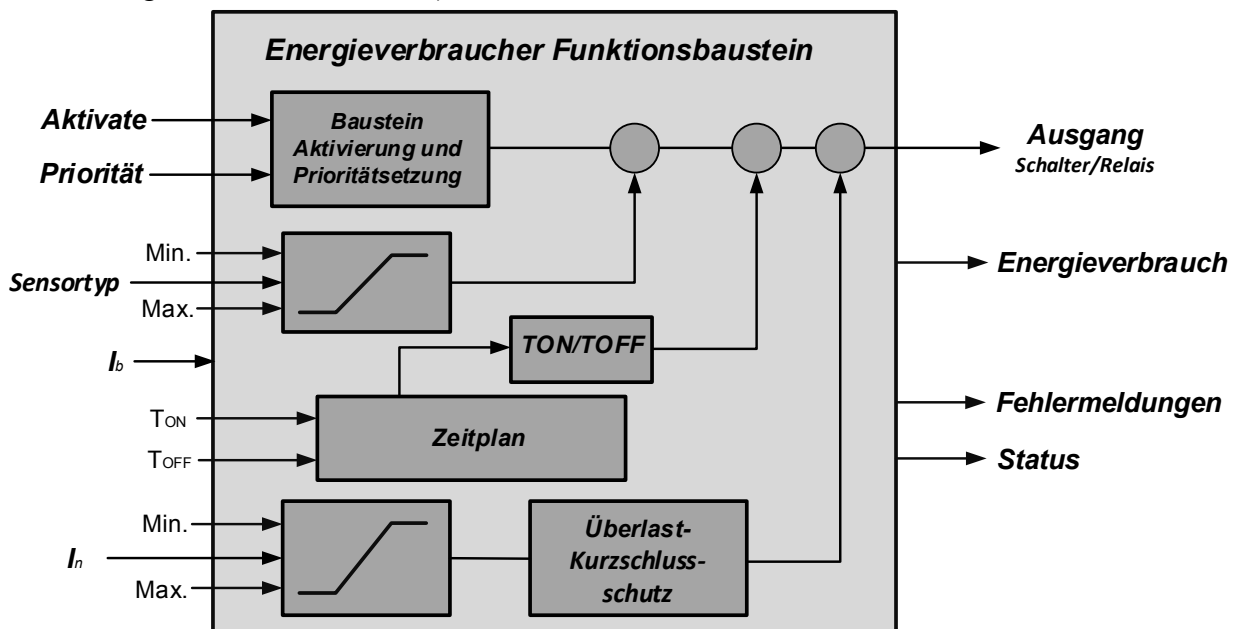 Energieverbraucher Funktionsbaustein
Aktivate
Priorität
Baustein
Aktivierung und
Prioritätsetzung
Ausgang
Schalter/Relais
Min.
Sensortyp
Max.
Energieverbrauch
TON/TOFF
Ib
TON
TOFF
Zeitplan
Fehlermeldungen
Status
Min.
In
Max.
Überlast-
Kurzschluss-
schutz